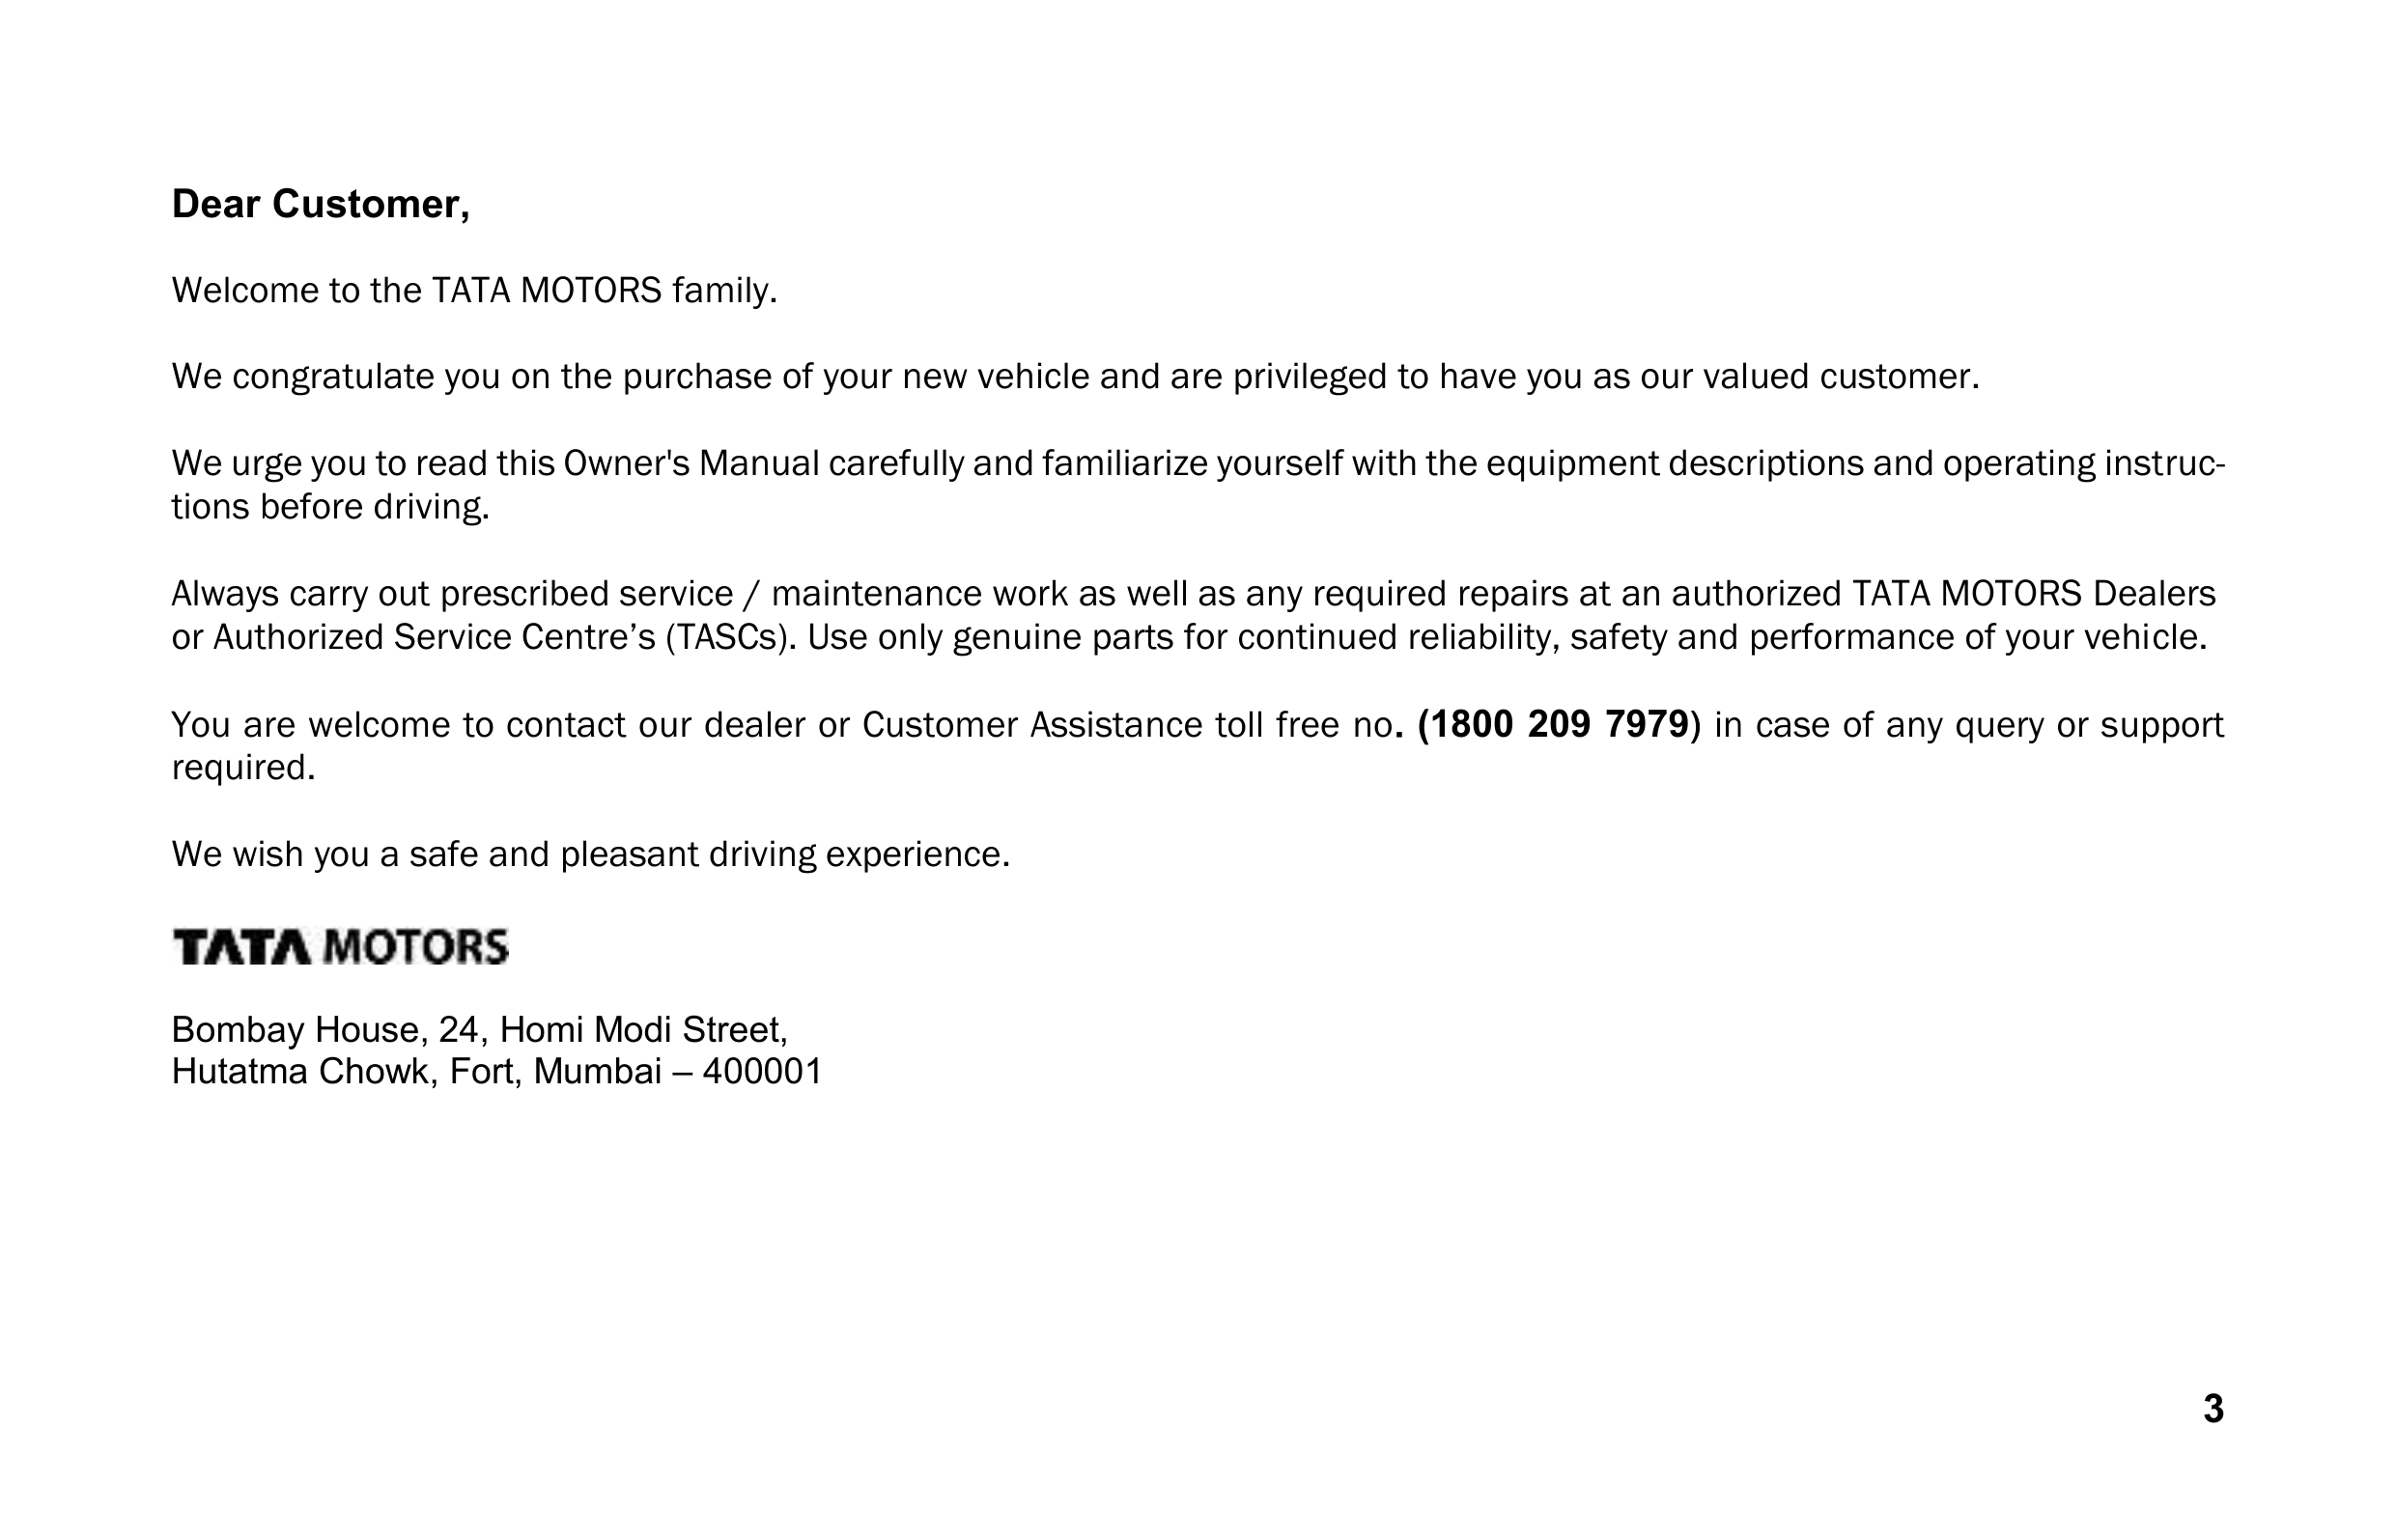 Dear Customer,
Welcome to the TATA MOTORS family.
We congratulate you on the purchase of your new vehicle and are privileged to have you as our valued customer.
We urge you to read this Owner's Manual carefully and familiarize yourself with the equipment descriptions and operating instruc-
tions before driving.
Always carry out prescribed service / maintenance work as well as any required repairs at an authorized TATA MOTORS Dealers
or Authorized Service Centre’s (TASCs). Use only genuine parts for continued reliability, safety and performance of your vehicle.
You are welcome to contact our dealer or Customer Assistance toll free no. (1800 209 7979) in case of any query or support
required.
We wish you a safe and pleasant driving experience.
TATA MOTORS
Bombay House, 24, Homi Modi Street,
Hutatma Chowk, Fort, Mumbai – 400001
3